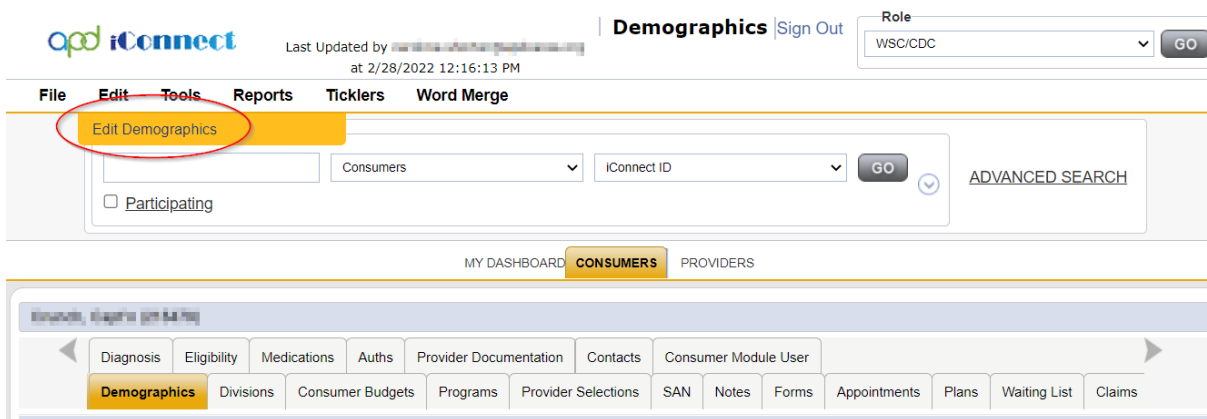 apd iConnect
Demographics Sign Out
Role
WSC/CDC
GO
Last Updated by
at 2/28/2022 12:16:13 PM
File Edit Tools Reports Ticklers Word Merge
Edit Demographics
Consumers
iConnect ID
GO
ADVANCED SEARCH
Participating
MY DASHBOARD CONSUMERS PROVIDERS
Diagnosis Eligibility Medications Auths Provider Documentation Contacts Consumer Module User
Demographics Divisions Consumer Budgets Programs Provider Selections SAN Notes Forms Appointments Plans Waiting List Claims